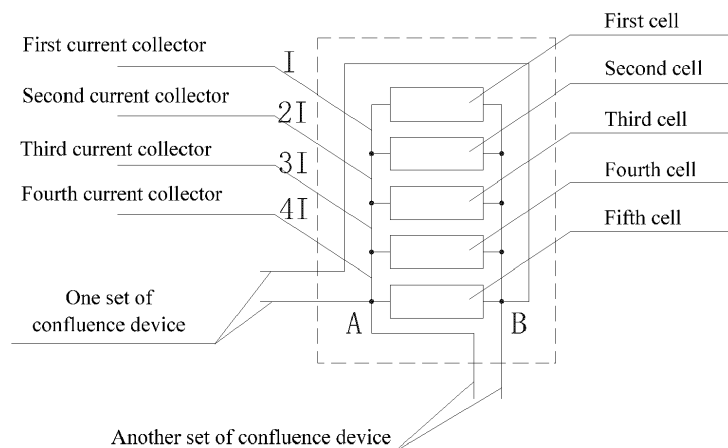 First cell
First current collector
I
Second cell
Second current collector
2I
Third cell
Third current collector
3I
Fourth cell
Fourth current collector
4I
Fifth cell
One set of
confluence device
A
B
Another set of confluence device